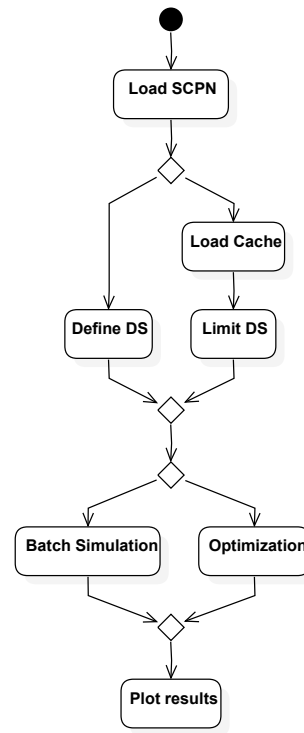 Load SCPN
Load Cache
Define DS
Limit DS
Batch Simulation
Optimization
Plot results